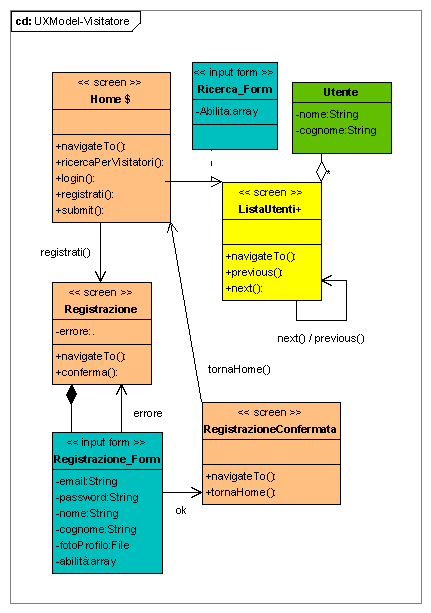 cd: UXModel-Visitatore
<< screen >>
Home $
+navigateTo():
+ricercaPerVisitatori():
+login():
+registrati():
+submit():
<< input form >>
Ricerca_Form
-Abilita:array
Utente
-nome:String
-cognome:String
*
<< screen >>
ListaUtenti+
+navigateTo():
+previous():
+next():
next() / previous()
registrati()
<< screen >>
Registrazione
-errore:.
+navigateTo():
+conferma():
tornaHome()
errore
<< input form >>
Registrazione_Form
-email:String
-password:String
-nome:String
-cognome:String
-fotoProfilo:File
-abilità:array
ok
<< screen >>
RegistrazioneConfermata
+navigateTo():
+tornaHome():